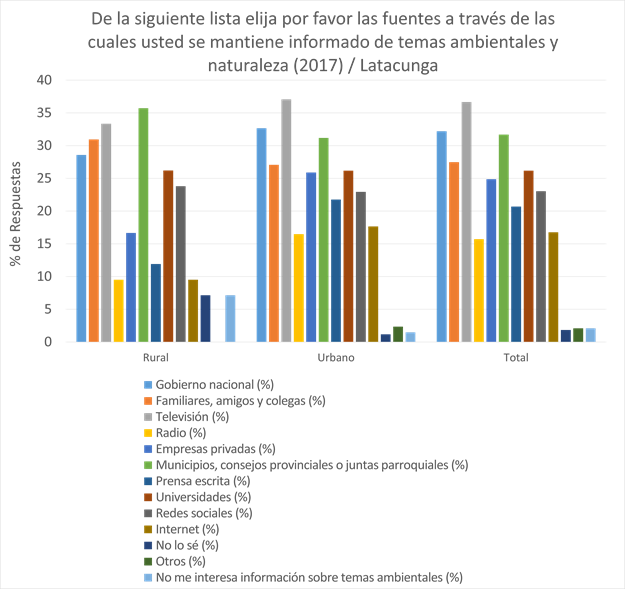 De la siguiente lista elija por favor las fuentes a través de las
cuales usted se mantiene informado de temas ambientales y
naturaleza (2017) / Latacunga
% de Respuestas
40
35
30
25
20
15
10
5
0
Rural
Urbano
Total
Gobierno nacional (%)
Familiares, amigos y colegas (%)
Televisión (%)
Radio (%)
Empresas privadas (%)
Municipios, consejos provinciales o juntas parroquiales (%)
Prensa escrita (%)
Universidades (%)
Redes sociales (%)
Internet (%)
No lo sé (%)
Otros (%)
No me interesa información sobre temas ambientales (%)